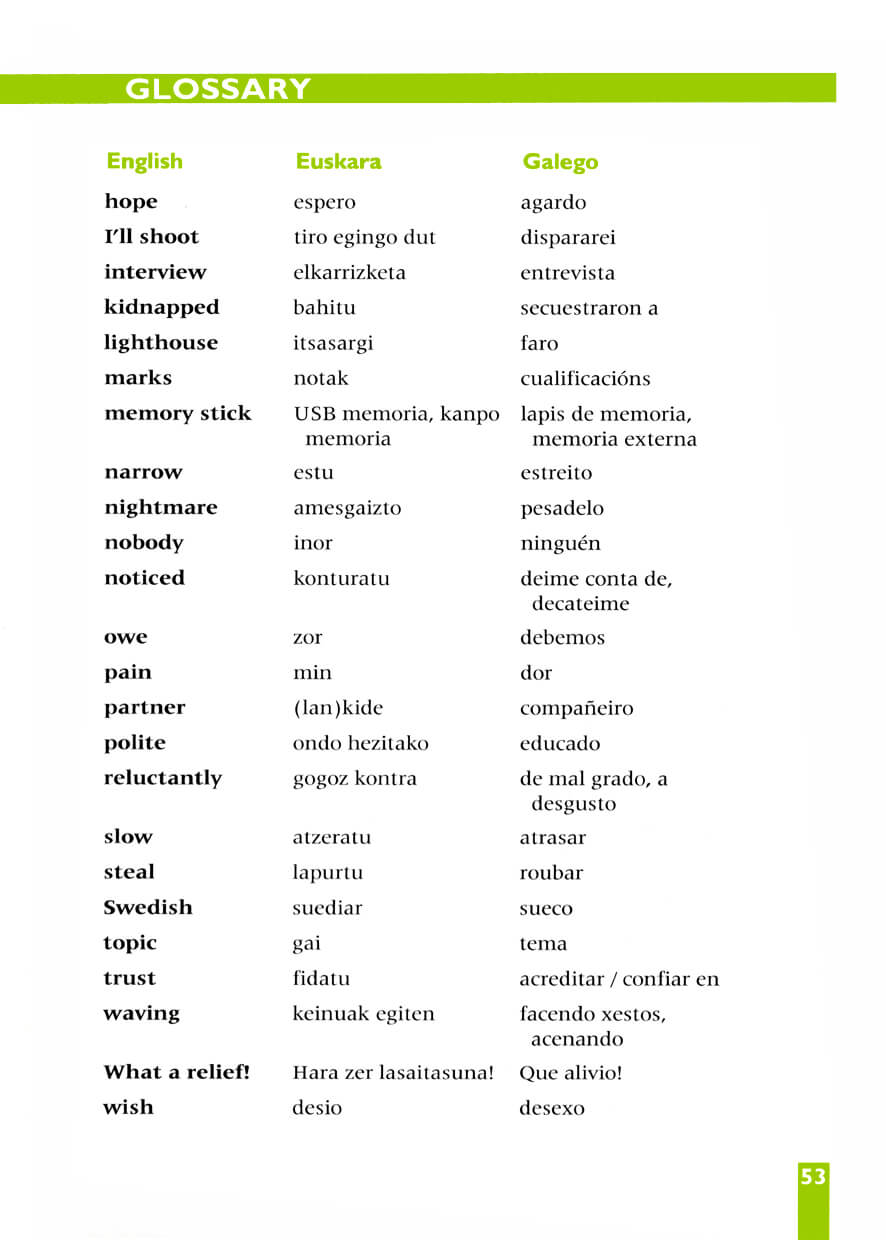 GLOSSARY
English Euskara Galego
hope espero agardo
I'll shoot tiro egingo dut dispararei
interview elkarrizketa entrevista
kidnapped bahitu secuestraron a
lighthouse itsasargi faro
marks notak cualificacións
memory stick USB memoria, kanpo lapis de memoria,
memoria memoria externa
narrow estu estreito
nightmare amesgaizto pesadelo
nobody inor ninguén
noticed konturatu deime conta de,
decateime
owe zor debemos
pain min dor
partner (lan)kide compañeiro
polite ondo hezitako educado
reluctantly gogoz kontra de mal grado, a
desgusto
slow atzeratu atrasar
steal lapurtu roubar
Swedish suediar sueco
topic gai tema
trust fidatu acreditar / confiar en
waving keinuak egiten facendo xestos,
acenando
What a relief! Hara zer lasaitasuna! Que alivio!
wish desio desexo
53